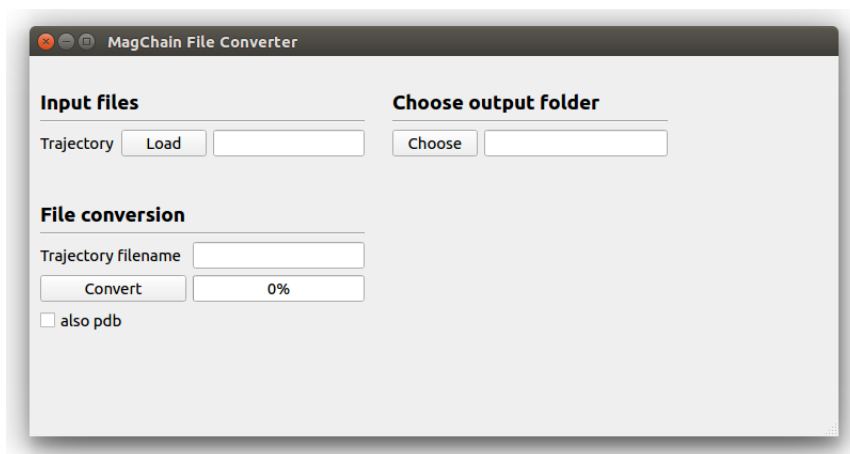 MagChain File Converter
Input files
Trajectory Load
Choose output folder
Choose
File conversion
Trajectory filename
Convert 0%
also pdb